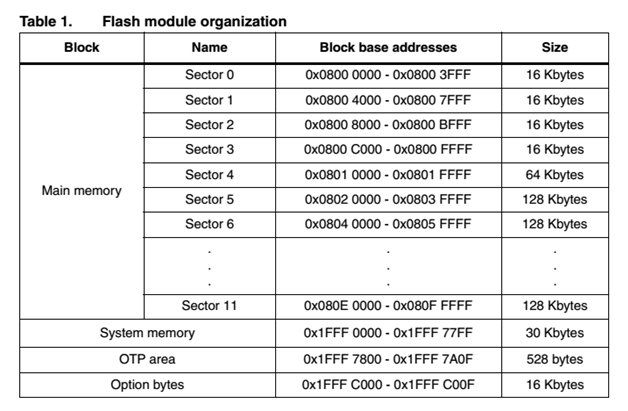 Table 1. Flash module organization
Block Name Block base addresses Size
Main memory
Sector 0 0x0800 0000 - 0x0800 3FFF 16 Kbytes
Sector 1 0x0800 4000 - 0x0800 7FFF 16 Kbytes
Sector 2 0x0800 8000 - 0x0800 BFFF 16 Kbytes
Sector 3 0x0800 C000 - 0x0800 FFFF 16 Kbytes
Sector 4 0x0801 0000 - 0x0801 FFFF 64 Kbytes
Sector 5 0x0802 0000 - 0x0803 FFFF 128 Kbytes
Sector 6 0x0804 0000 - 0x0805 FFFF 128 Kbytes
. . .
. . .
. . .
Sector 11 0x080E 0000 - 0x080F FFFF 128 Kbytes
System memory 0x1FFF 0000 - 0x1FFF 77FF 30 Kbytes
OTP area 0x1FFF 7800 - 0x1FFF 7A0F 528 bytes
Option bytes 0x1FFF C000 - 0x1FFF C00F 16 Kbytes